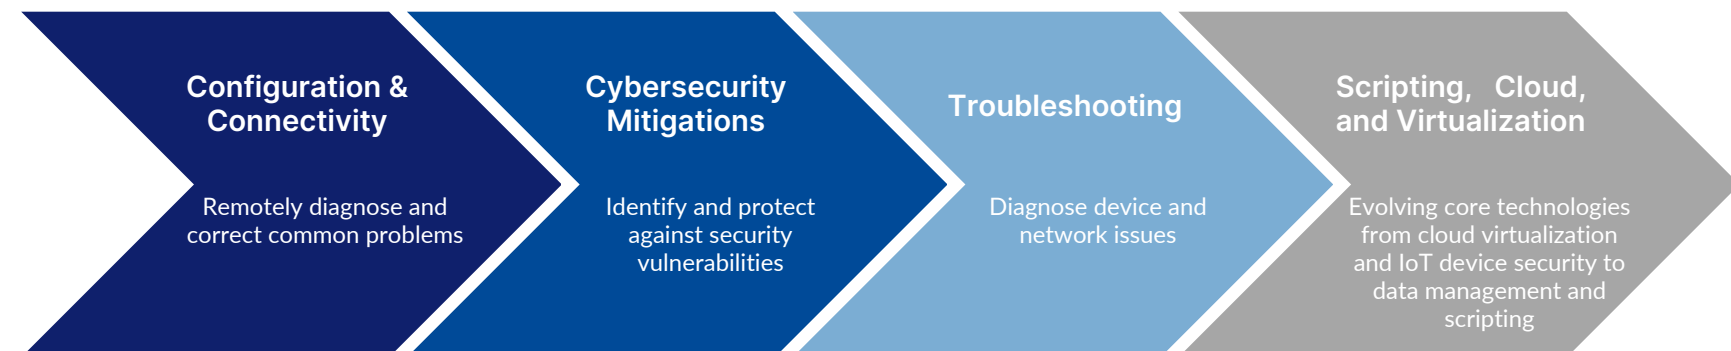 Configuration &
Connectivity
Remotely diagnose and
correct common problems
Cybersecurity
Mitigations
Identify and protect
against security
vulnerabilities
Troubleshooting
Diagnose device and
network issues
Scripting, Cloud,
and Virtualization
Evolving core technologies
from cloud virtualization
and IoT device security to
data management and
scripting